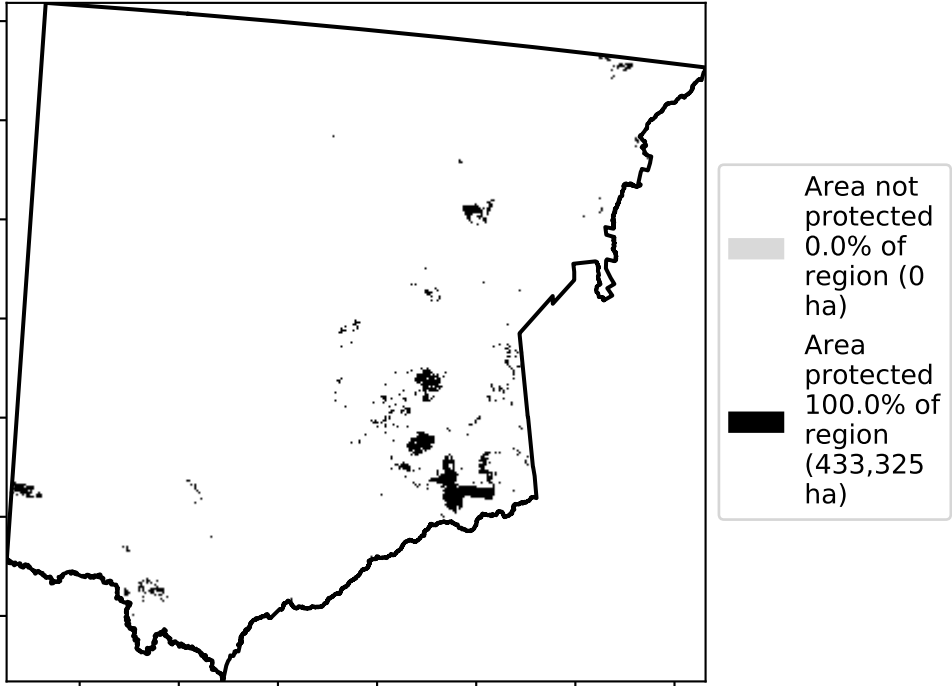 Area not
protected
0.0% of
region (0
ha)
Area
protected
100.0% of
region
(433,325
ha)